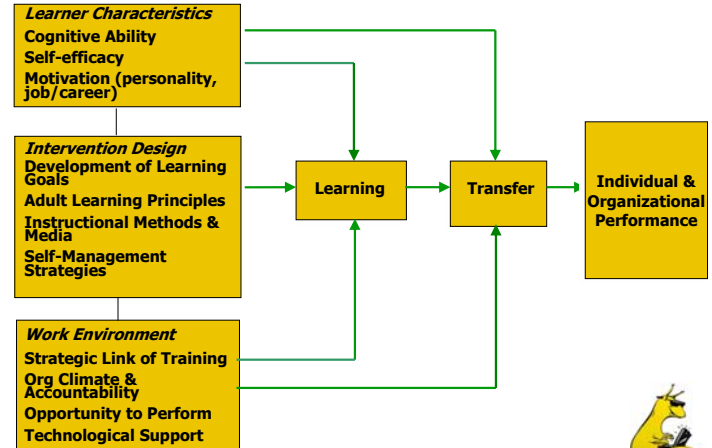 Learner Characteristics
Cognitive Ability
Self-efficacy
Motivation (personality,
job/career)
Intervention Design
Development of Learning
Goals
Adult Learning Principles
Instructional Methods &
Media
Self-Management
Strategies
Work Environment
Strategic Link of Training
Org Climate &
Accountability
Opportunity to Perform
Technological Support
Learning
Transfer
Individual &
Organizational
Performance